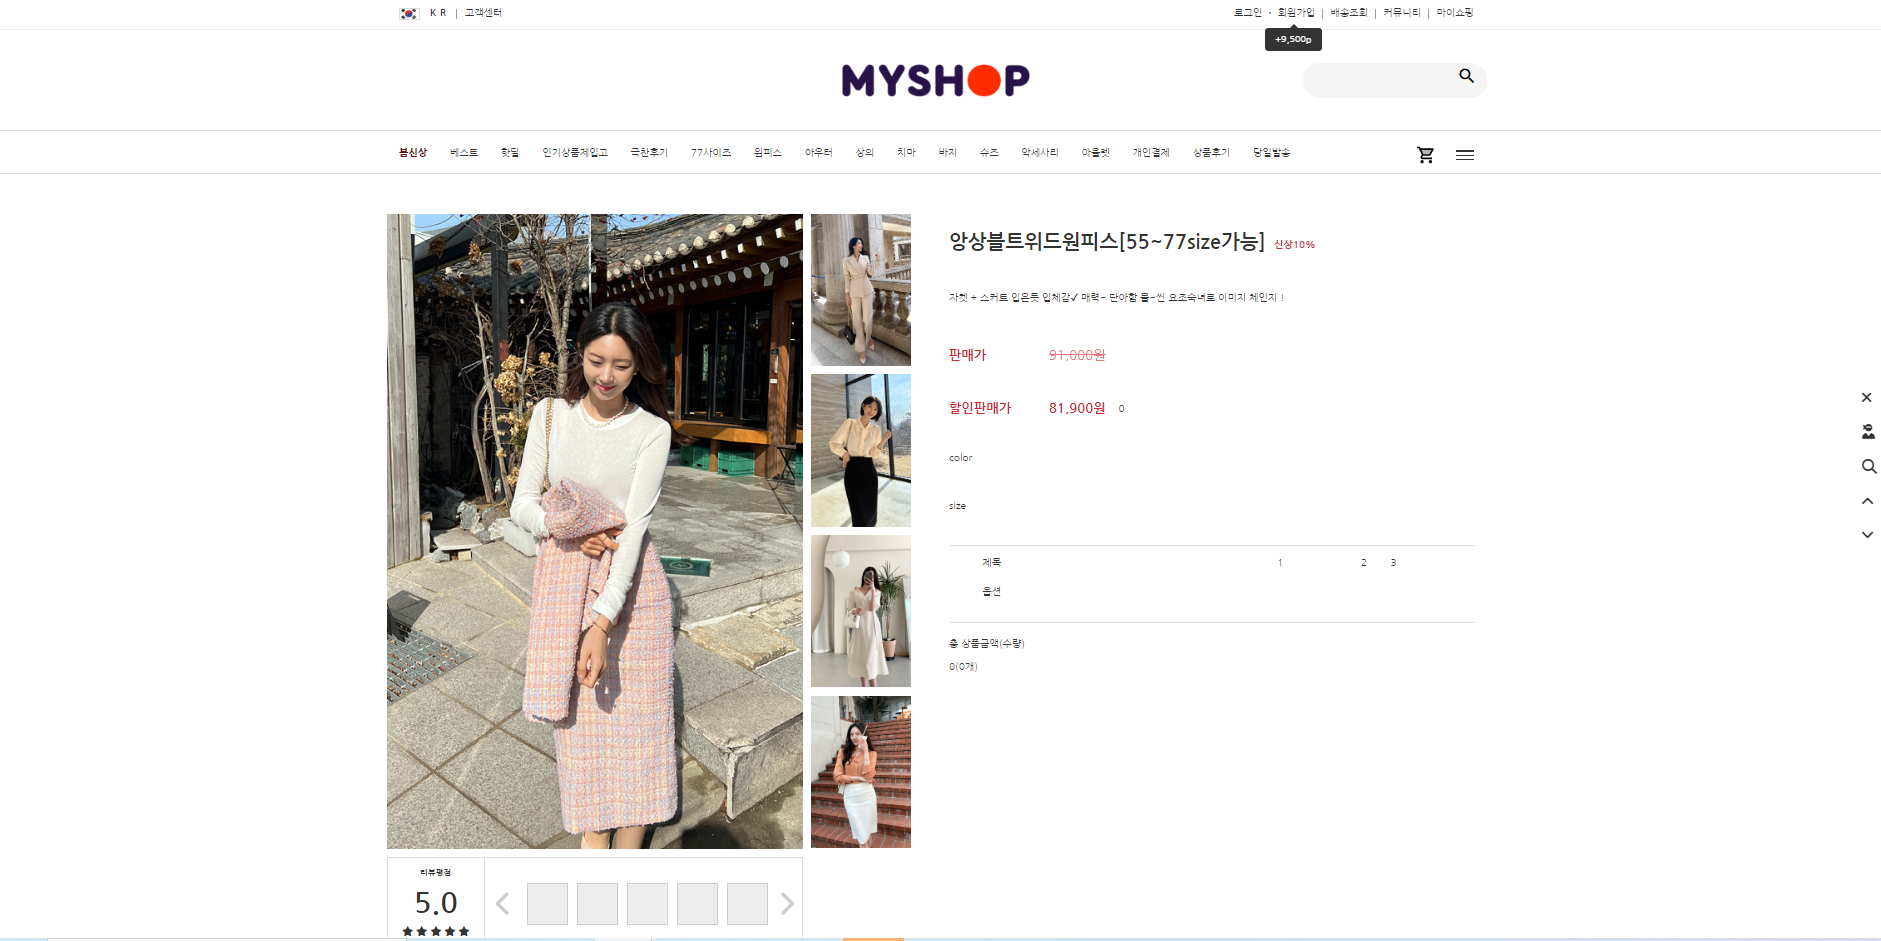 KR | 고객센터
로그인 · 회원가입 | 배송조회 | 커뮤니티 | 마이쇼핑
+9,500p
MYSHOP
봄신상 베스트 핫딜 인기상품재입고 극찬후기 77사이즈 원피스 아우터 상의 치마 바지 슈즈 악세사리 아울렛 개인결제 상품후기 당일발송
앙상블트위드원피스[55~77size가능] 신상10%
자켓 + 스커트 입은듯 입체감✓ 매력~ 단아함 물~씬 요조숙녀로 이미지 체인지 !
판매가 91,000원
할인판매가 81,900원 0
color
size
제목 1 2 3
옵션
총 상품금액(수량)
0(0개)
리뷰평점
5.0
★★★★★